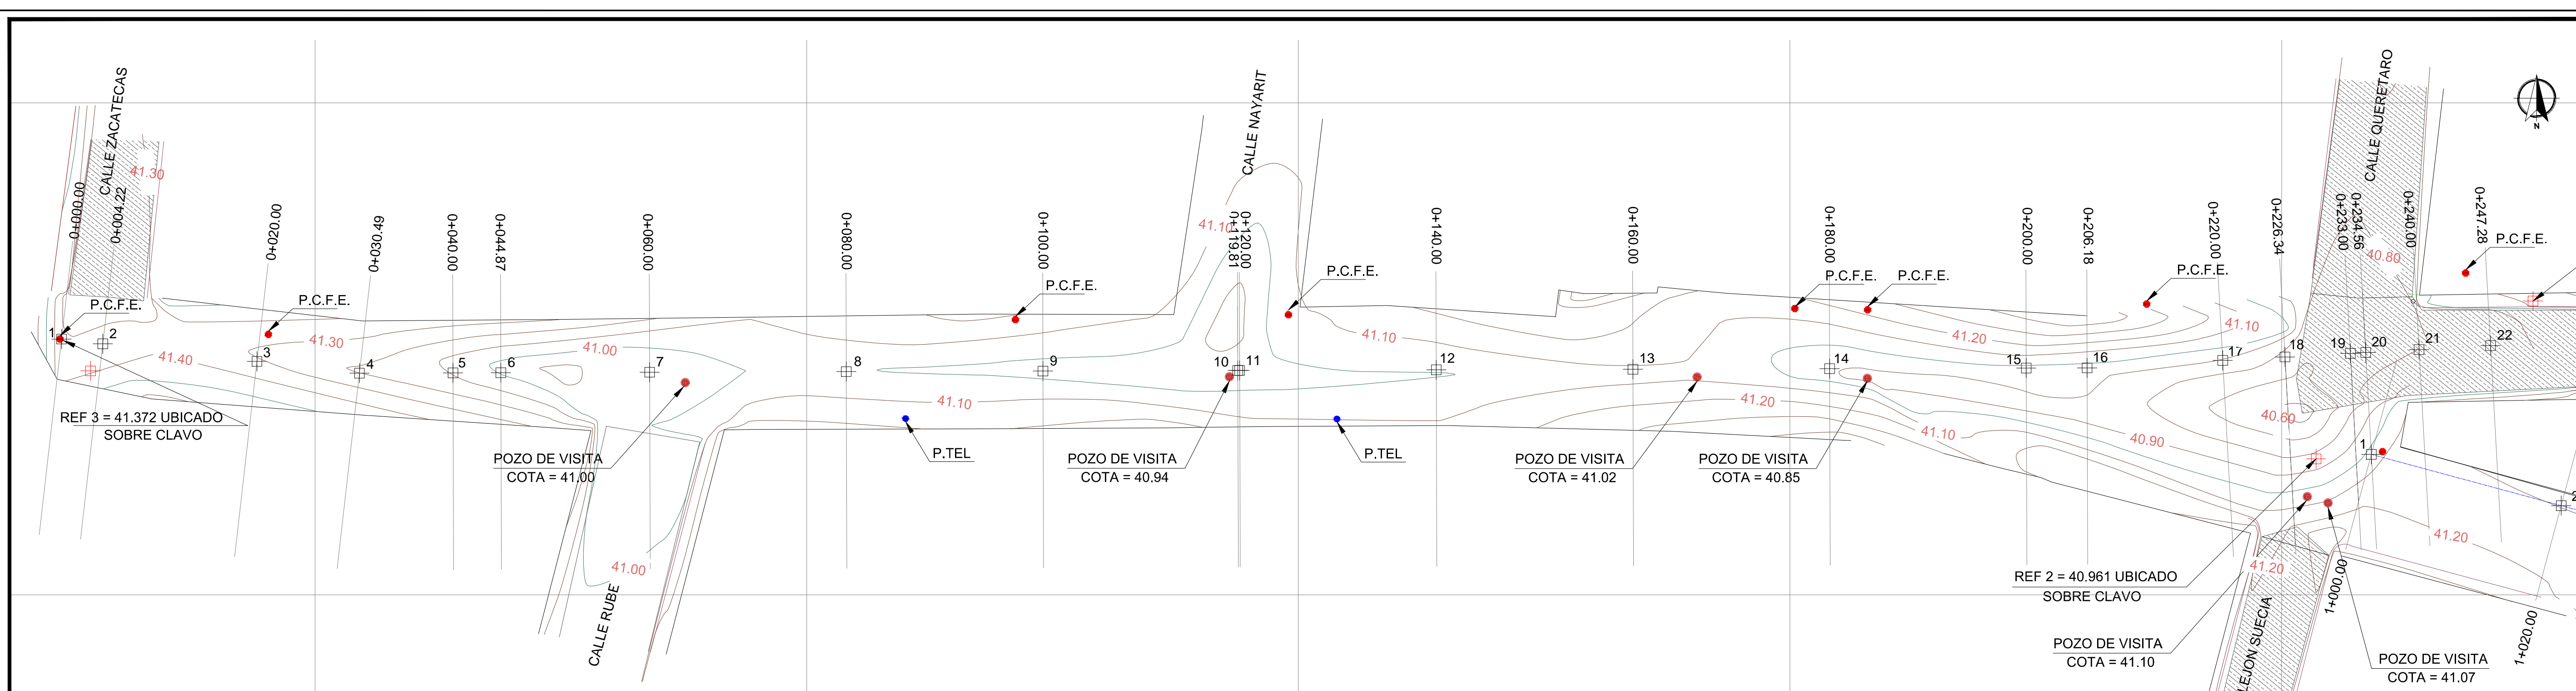 CALLE ZACATECAS
41.30
0+000.00
0+004.22
0+020.00
0+030.49
0+040.00
0+044.87
0+060.00
0+080.00
0+100.00
CALLE NAYARIT
41.10
0+119.81
0+120.00
0+140.00
0+160.00
0+180.00
0+200.00
0+206.18
0+220.00
0+226.34
CALLE QUERETARO
0+233.00
0+234.56
0+240.00
0+247.28
40.80
N
P.C.F.E.
P.C.F.E.
P.C.F.E.
P.C.F.E.
P.C.F.E.
P.C.F.E.
P.C.F.E.
P.C.F.E.
1
2
3
4
5
6
7
8
9
10
11
12
13
14
15
16
17
18
19
20
21
22
41.40
41.30
41.00
41.10
41.10
41.20
41.20
41.10
41.10
40.90
40.60
REF 3 = 41.372 UBICADO
SOBRE CLAVO
POZO DE VISITA
COTA = 41.00
P.TEL
POZO DE VISITA
COTA = 40.94
P.TEL
POZO DE VISITA
COTA = 41.02
POZO DE VISITA
COTA = 40.85
1
2
41.00
CALLE RUBE
41.20
41.20
REF 2 = 40.961 UBICADO
SOBRE CLAVO
1+000.00
1+020.00
POZO DE VISITA
COTA = 41.10
LEJON SUECIA
POZO DE VISITA
COTA = 41.07